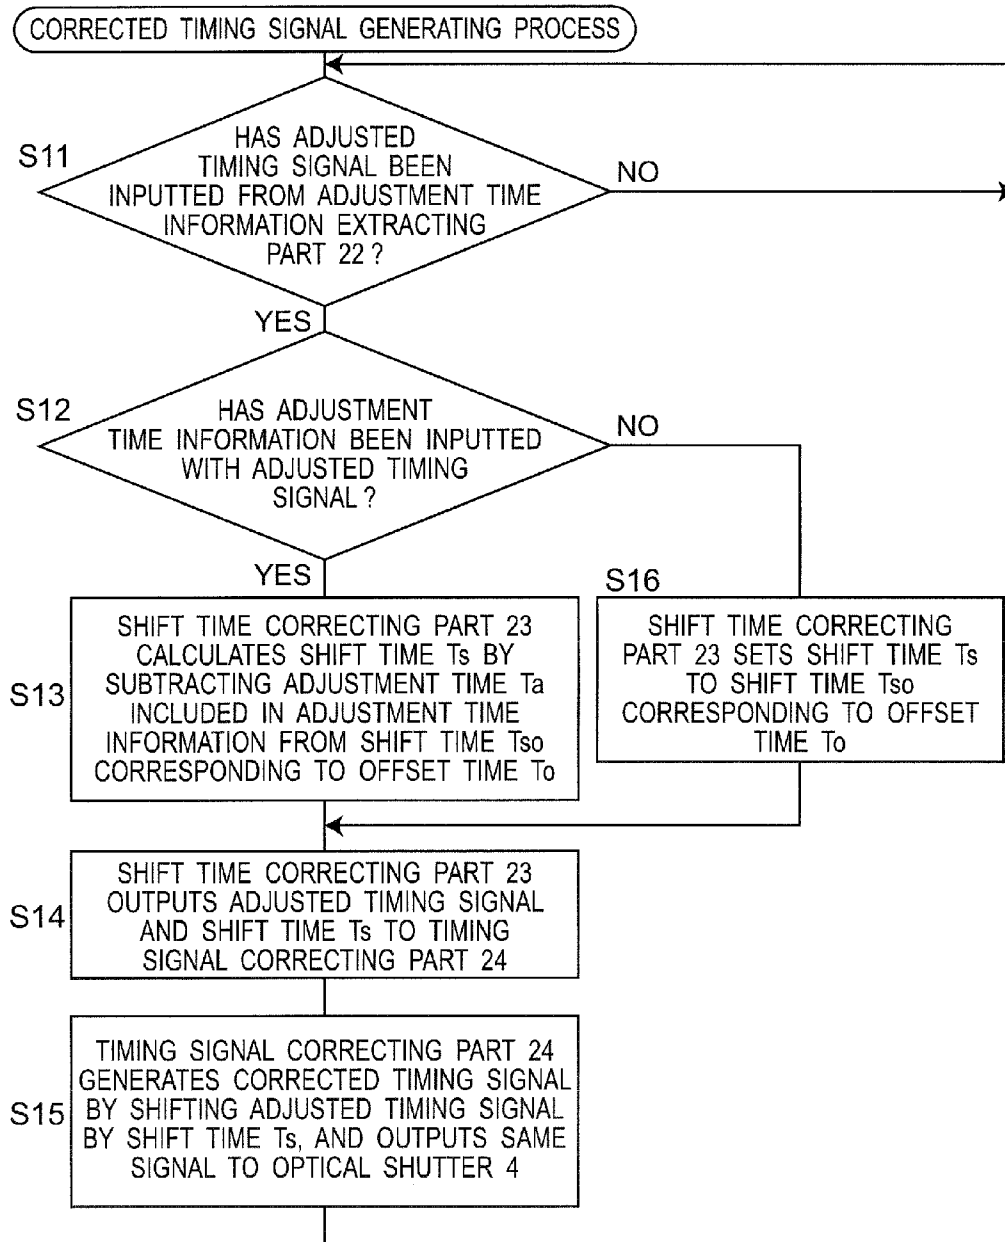 CORRECTED TIMING SIGNAL GENERATING PROCESS
S11
HAS ADJUSTED
TIMING SIGNAL BEEN
INPUTTED FROM ADJUSTMENT TIME
INFORMATION EXTRACTING
PART 22 ?
NO
YES
S12
HAS ADJUSTMENT
TIME INFORMATION BEEN INPUTTED
WITH ADJUSTED TIMING
SIGNAL ?
NO
YES
S13
SHIFT TIME CORRECTING PART 23
CALCULATES SHIFT TIME Ts BY
SUBTRACTING ADJUSTMENT TIME Ta
INCLUDED IN ADJUSTMENT TIME
INFORMATION FROM SHIFT TIME Tso
CORRESPONDING TO OFFSET TIME To
S16
SHIFT TIME CORRECTING
PART 23 SETS SHIFT TIME Ts
TO SHIFT TIME Tso
CORRESPONDING TO OFFSET
TIME To
S14
SHIFT TIME CORRECTING PART 23
OUTPUTS ADJUSTED TIMING SIGNAL
AND SHIFT TIME Ts TO TIMING
SIGNAL CORRECTING PART 24
S15
TIMING SIGNAL CORRECTING PART 24
GENERATES CORRECTED TIMING SIGNAL
BY SHIFTING ADJUSTED TIMING SIGNAL
BY SHIFT TIME Ts, AND OUTPUTS SAME
SIGNAL TO OPTICAL SHUTTER 4